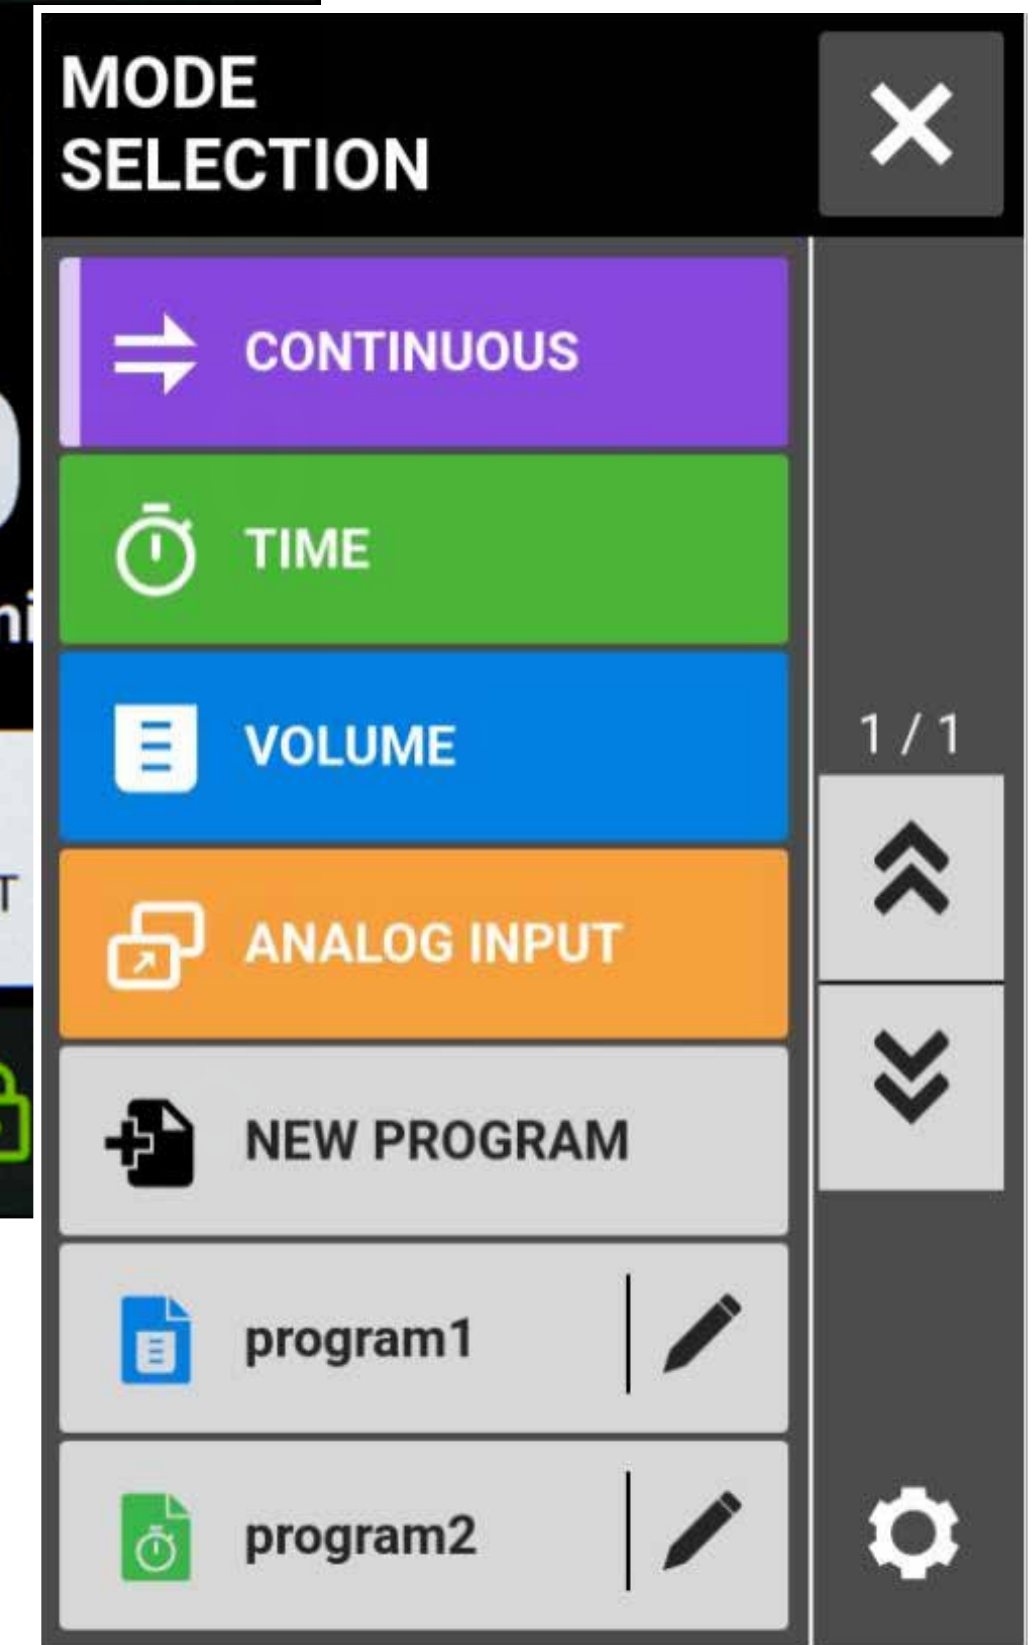 MODE
SELECTION
CONTINUOUS
TIME
VOLUME
1 / 1
ANALOG INPUT
NEW PROGRAM
program1
program2